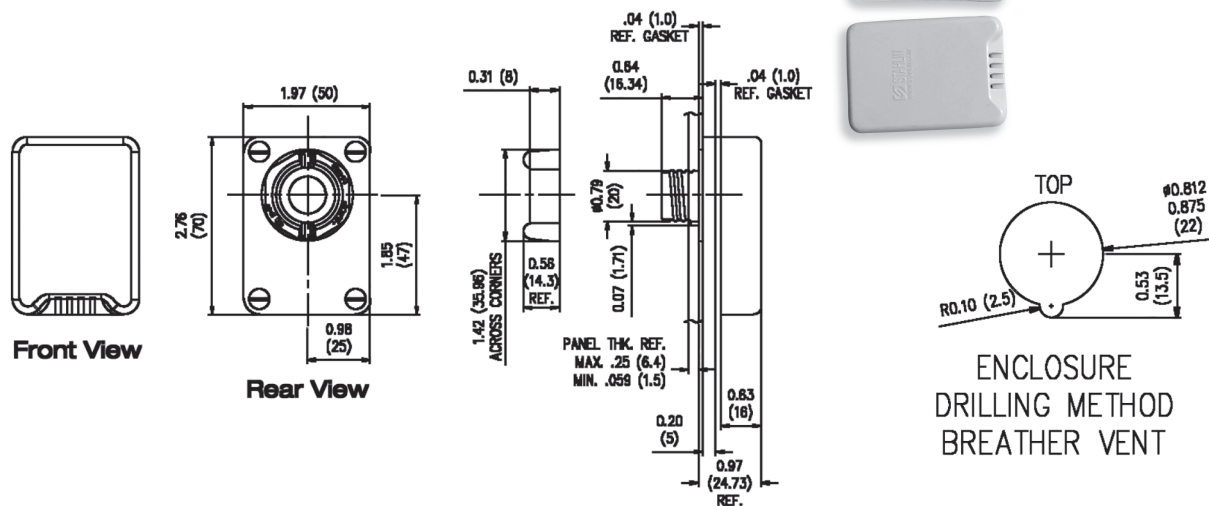 .04 (1.0)
REF. GASKET
0.31 (8)
0.64
(16.34)
.04 (1.0)
REF. GASKET
1.97 (50)
2.76
(70)
1.85
(47)
0.98
(25)
Front View
Rear View
1.42 (35.96)
ACROSS CORNERS
0.56
(14.3)
REF.
ø0.79
(20)
0.07 (1.71)
PANEL THK. REF.
MAX. .25 (6.4)
MIN. .059 (1.5)
0.20
(5)
0.63
(16)
0.97
(24.73)
REF.
STAHL
TOP
ø0.812
0.875
(22)
0.53
(13.5)
R0.10 (2.5)
ENCLOSURE
DRILLING METHOD
BREATHER VENT